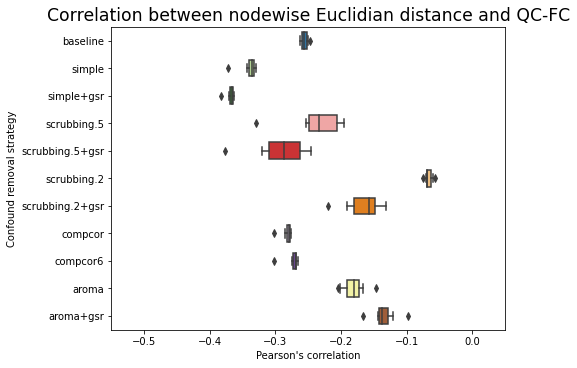 Correlation between nodewise Euclidian distance and QC-FC
Confound removal strategy
baseline
simple
simple+gsr
scrubbing.5
scrubbing.5+gsr
scrubbing.2
scrubbing.2+gsr
compcor
compcor6
aroma
aroma+gsr
−0.5 −0.4 −0.3 −0.2 −0.1 0.0
Pearson's correlation